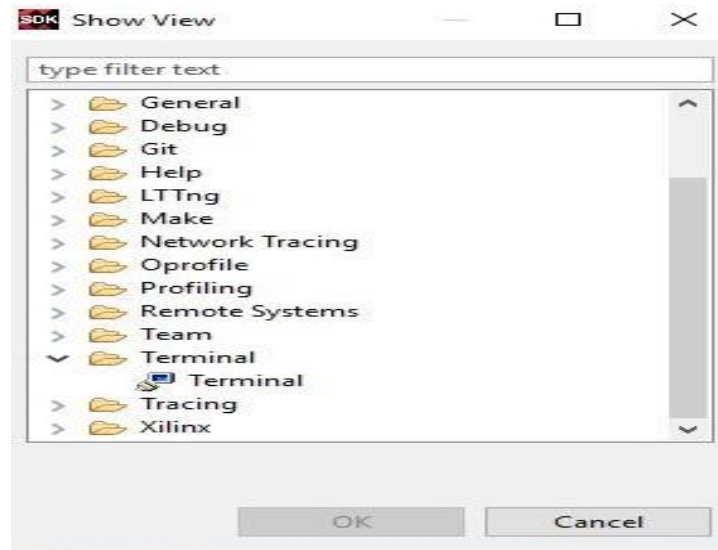 SDK Show View
type filter text
General
Debug
Git
Help
LTTng
Make
Network Tracing
Oprofile
Profiling
Remote Systems
Team
Terminal
Terminal
Tracing
Xilinx
OK Cancel